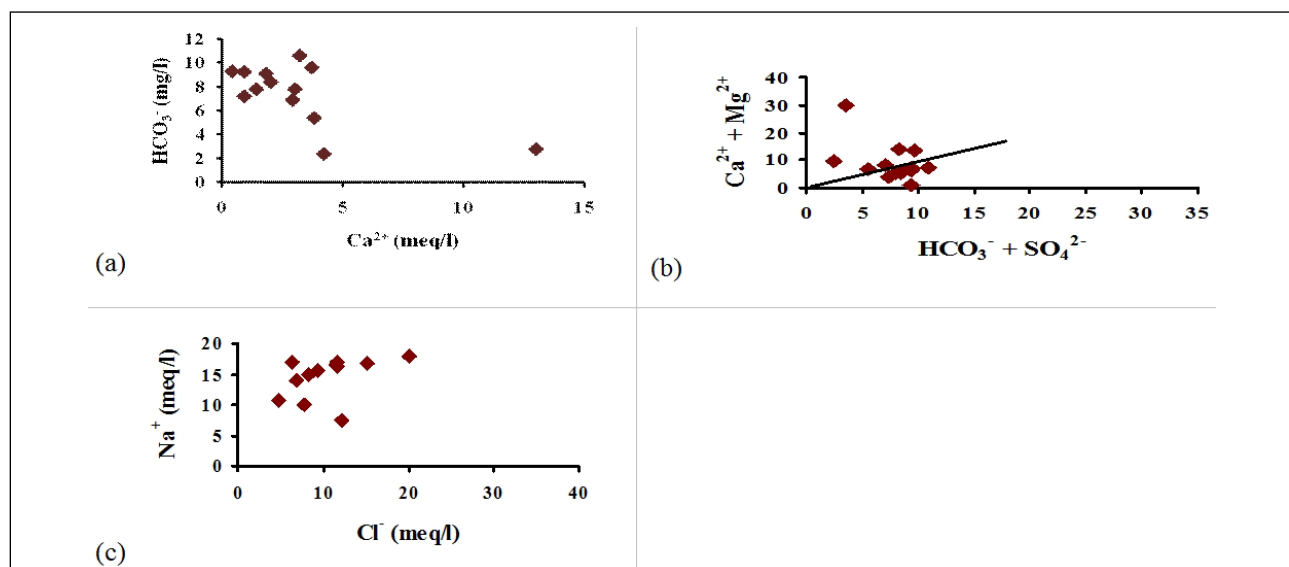 12
10
8
6
4
2
0
0 5 10 15
HCO₃⁻ (mg/l)
Ca²⁺ (meq/l)
(a)
40
30
20
10
0
0 5 10 15 20 25 30 35
Ca²⁺ + Mg²⁺
HCO₃⁻ + SO₄²⁻
(b)
20
15
10
5
0
0 10 20 30 40
Na⁺ (meq/l)
Cl⁻ (meq/l)
(c)